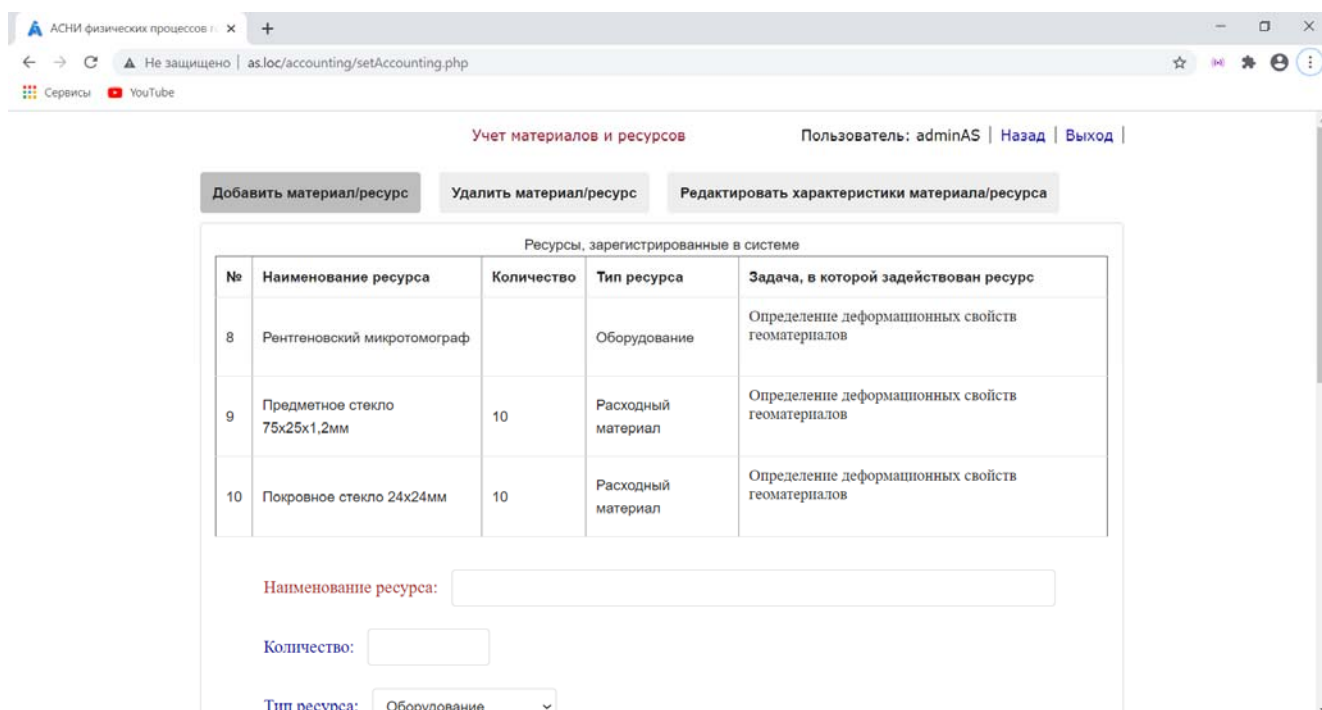 АСНИ физических процессов г
Не защищено | as.loc/accounting/setAccounting.php
Сервисы YouTube
Учет материалов и ресурсов Пользователь: adminAS | Назад | Выход |
Добавить материал/ресурс Удалить материал/ресурс Редактировать характеристики материала/ресурса
Ресурсы, зарегистрированные в системе
№ Наименование ресурса Количество Тип ресурса Задача, в которой задействован ресурс
8 Рентгеновский микротомограф Оборудование Определение деформационных свойств
геоматериалов
9 Предметное стекло 10 Расходный Определение деформационных свойств
75x25x1,2мм материал геоматериалов
10 Покровное стекло 24x24мм 10 Расходный Определение деформационных свойств
материал геоматериалов
Наименование ресурса:
Количество:
Тип ресурса: Оборудование